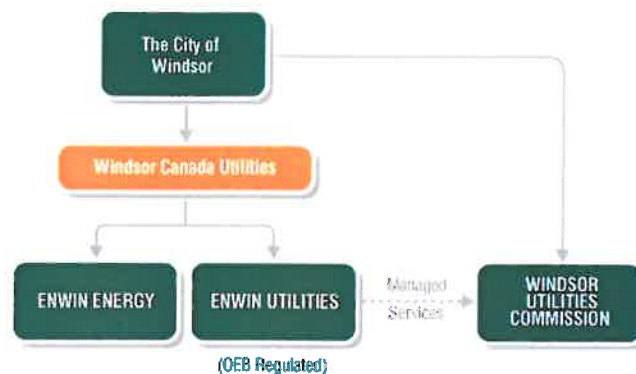 The City of
Windsor
Windsor Canada Utilities
ENWIN ENERGY
ENWIN UTILITIES
Managed
Services
WINDSOR
UTILITIES
COMMISSION
(OEB Regulated)